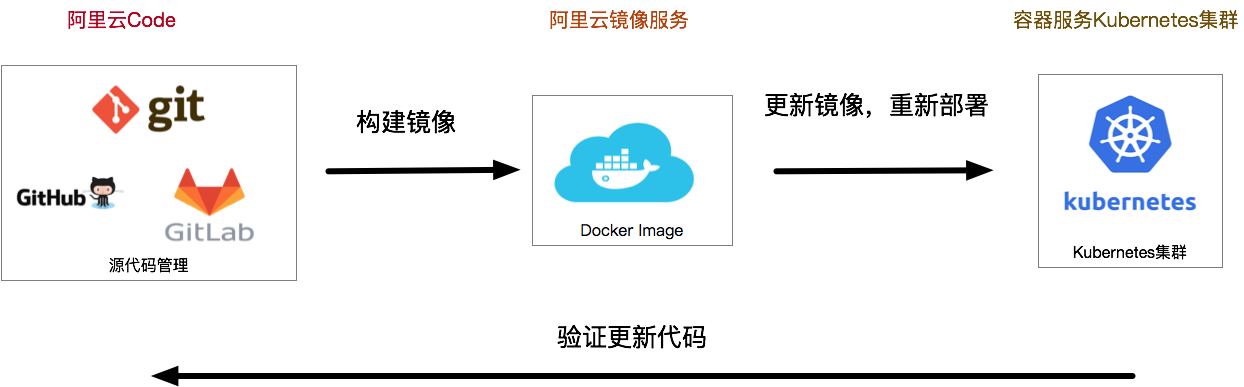 阿里云Code
阿里云镜像服务
容器服务Kubernetes集群
git
GitHub
GitLab
源代码管理
构建镜像
Docker Image
更新镜像，重新部署
kubernetes
Kubernetes集群
验证更新代码